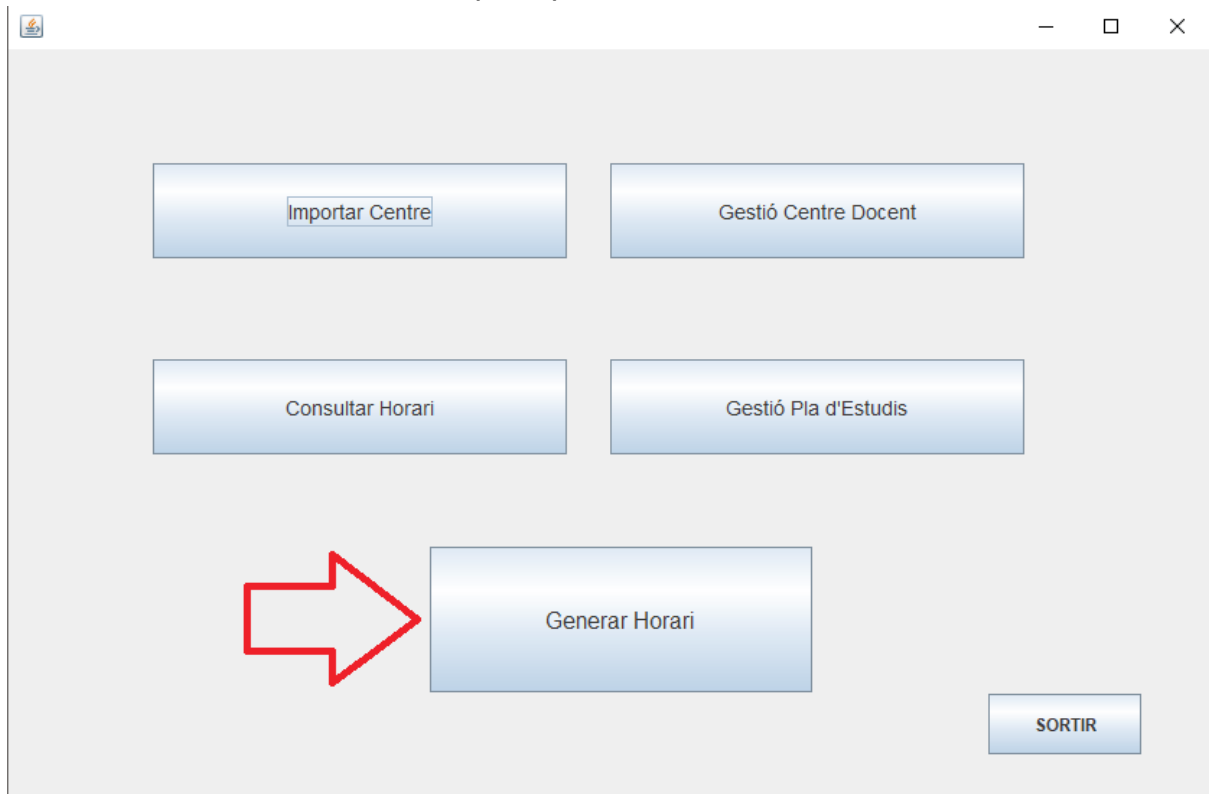 Importar Centre
Gestió Centre Docent
Consultar Horari
Gestió Pla d'Estudis
Generar Horari
SORTIR